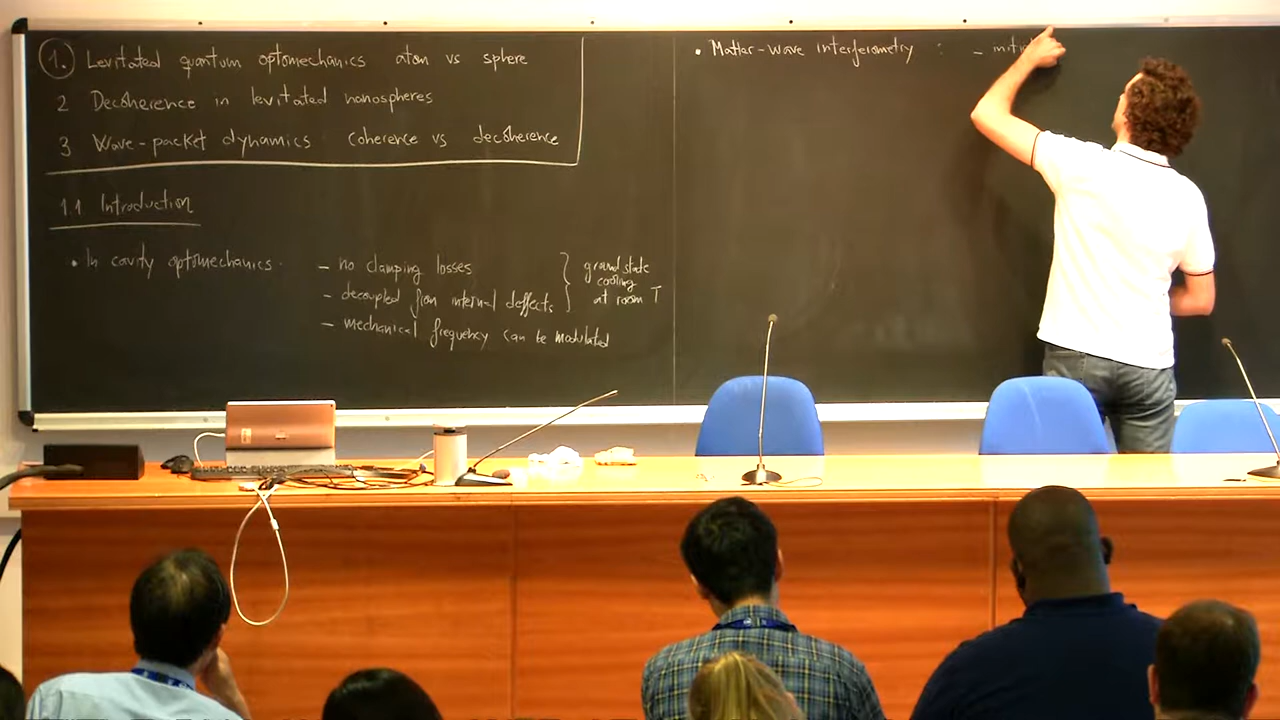 1. Levitated quantum optomechanics atom vs sphere
2 Decoherence in levitated nanospheres
3 Wave-packet dynamics coherence vs decoherence
1.1 Introduction
• In cavity optomechanics.
- no clamping losses
- decoupled from internal deffects
ground state
cooling
at room T
- mechanical frequency can be modulated
• Matter-Wave interferometry : -